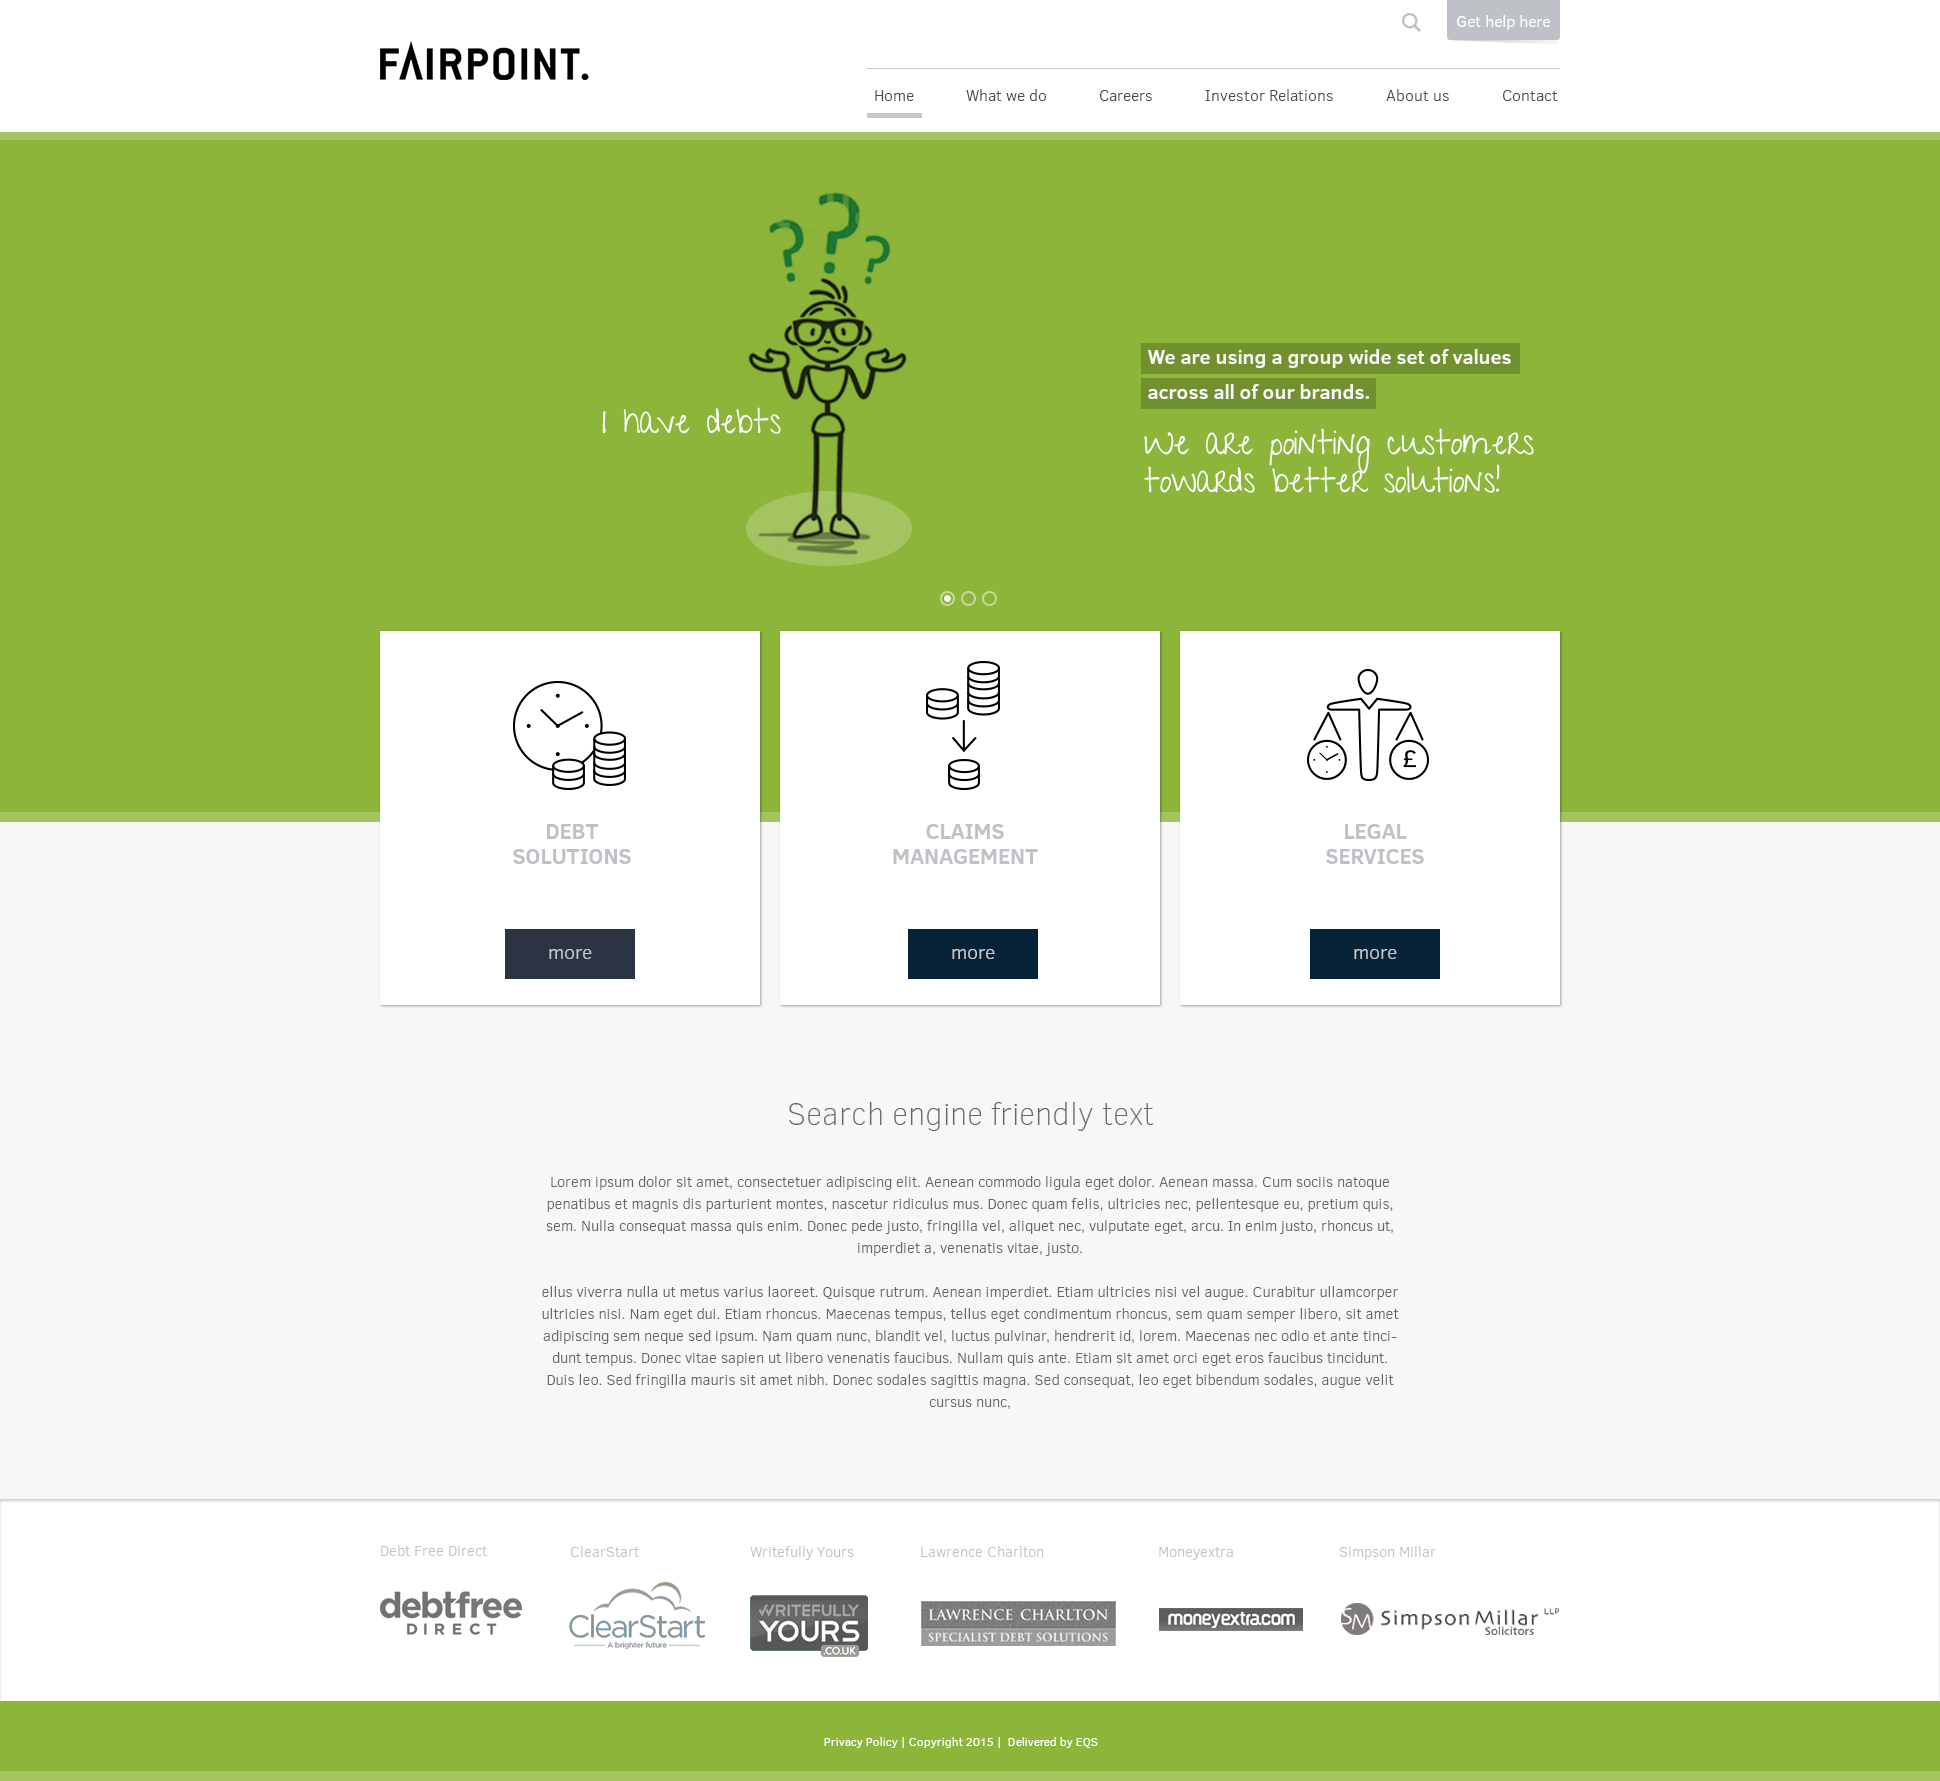 Get help here
FAIRPOINT.
Home What we do Careers Investor Relations About us Contact
???
I have debts
We are using a group wide set of values
across all of our brands.
We are pointing customers
towards better solutions!
£
DEBT
SOLUTIONS
more
CLAIMS
MANAGEMENT
more
LEGAL
SERVICES
more
Search engine friendly text
Lorem ipsum dolor sit amet, consectetuer adipiscing elit. Aenean commodo ligula eget dolor. Aenean massa. Cum sociis natoque
penatibus et magnis dis parturient montes, nascetur ridiculus mus. Donec quam felis, ultricies nec, pellentesque eu, pretium quis,
sem. Nulla consequat massa quis enim. Donec pede justo, fringilla vel, aliquet nec, vulputate eget, arcu. In enim justo, rhoncus ut,
imperdiet a, venenatis vitae, justo.
ellus viverra nulla ut metus varius laoreet. Quisque rutrum. Aenean imperdiet. Etiam ultricies nisi vel augue. Curabitur ullamcorper
ultricies nisi. Nam eget dui. Etiam rhoncus. Maecenas tempus, tellus eget condimentum rhoncus, sem quam semper libero, sit amet
adipiscing sem neque sed ipsum. Nam quam nunc, blandit vel, luctus pulvinar, hendrerit id, lorem. Maecenas nec odio et ante tinci-
dunt tempus. Donec vitae sapien ut libero venenatis faucibus. Nullam quis ante. Etiam sit amet orci eget eros faucibus tincidunt.
Duis leo. Sed fringilla mauris sit amet nibh. Donec sodales sagittis magna. Sed consequat, leo eget bibendum sodales, augue velit
cursus nunc,
Debt Free Direct
debtfree
DIRECT
ClearStart
ClearStart
A brighter future
Writefully Yours
WRITEFULLY
YOURS
.CO.UK
Lawrence Charlton
LAWRENCE CHARLTON
SPECIALIST DEBT SOLUTIONS
Moneyextra
moneyextra.com
Simpson Millar
SM Simpson Millar LLP
Solicitors
Privacy Policy | Copyright 2015 | Delivered by EQS